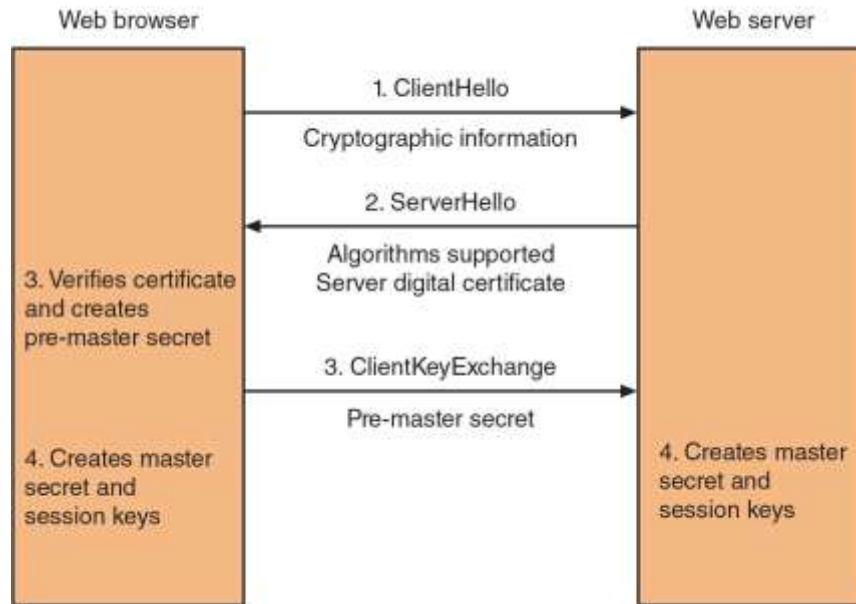 Web browser
Web server
1. ClientHello
Cryptographic information
2. ServerHello
Algorithms supported
Server digital certificate
3. Verifies certificate
and creates
pre-master secret
3. ClientKeyExchange
Pre-master secret
4. Creates master
secret and
session keys
4. Creates master
secret and
session keys